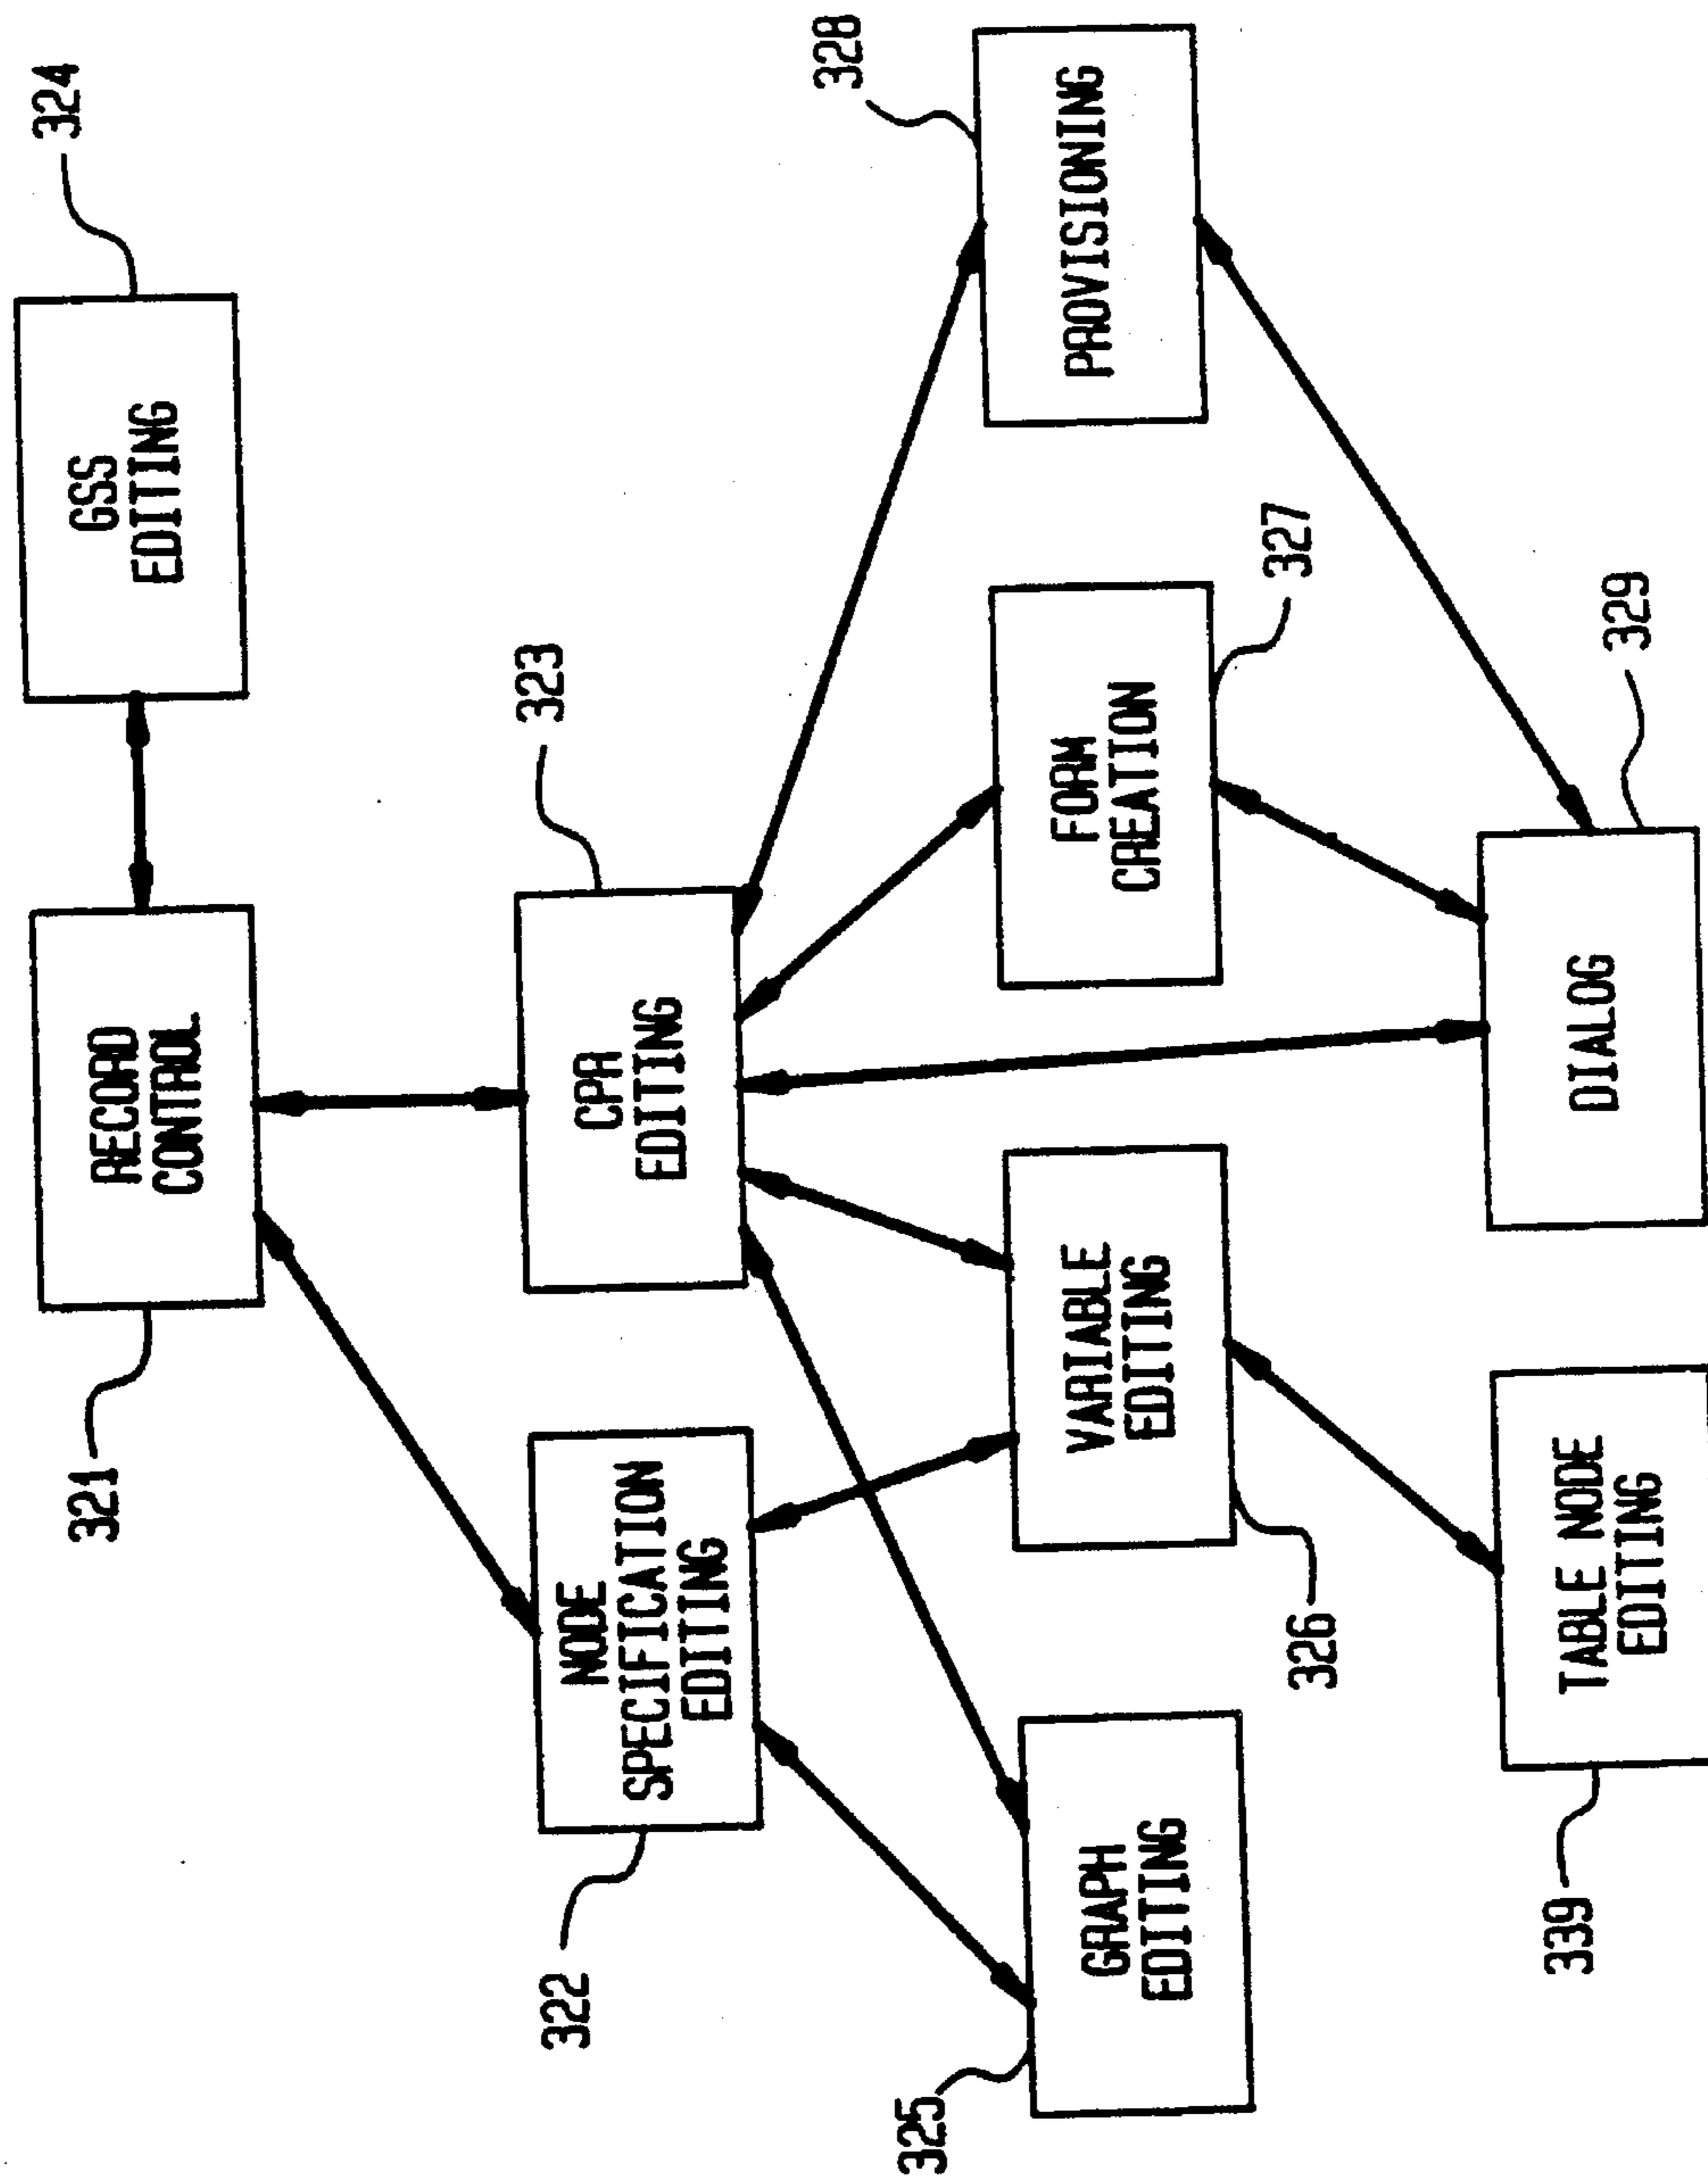 324
GSS
EDITING
RECORD
CONTROL
321
323
CPR
EDITING
NODE
SPECIFICATION
EDITING
322
328
PROVISIONING
FORM
CREATION
327
VARIABLE
EDITING
326
GRAPH
EDITING
325
329
DIALOG
TABLE NODE
EDITING
339